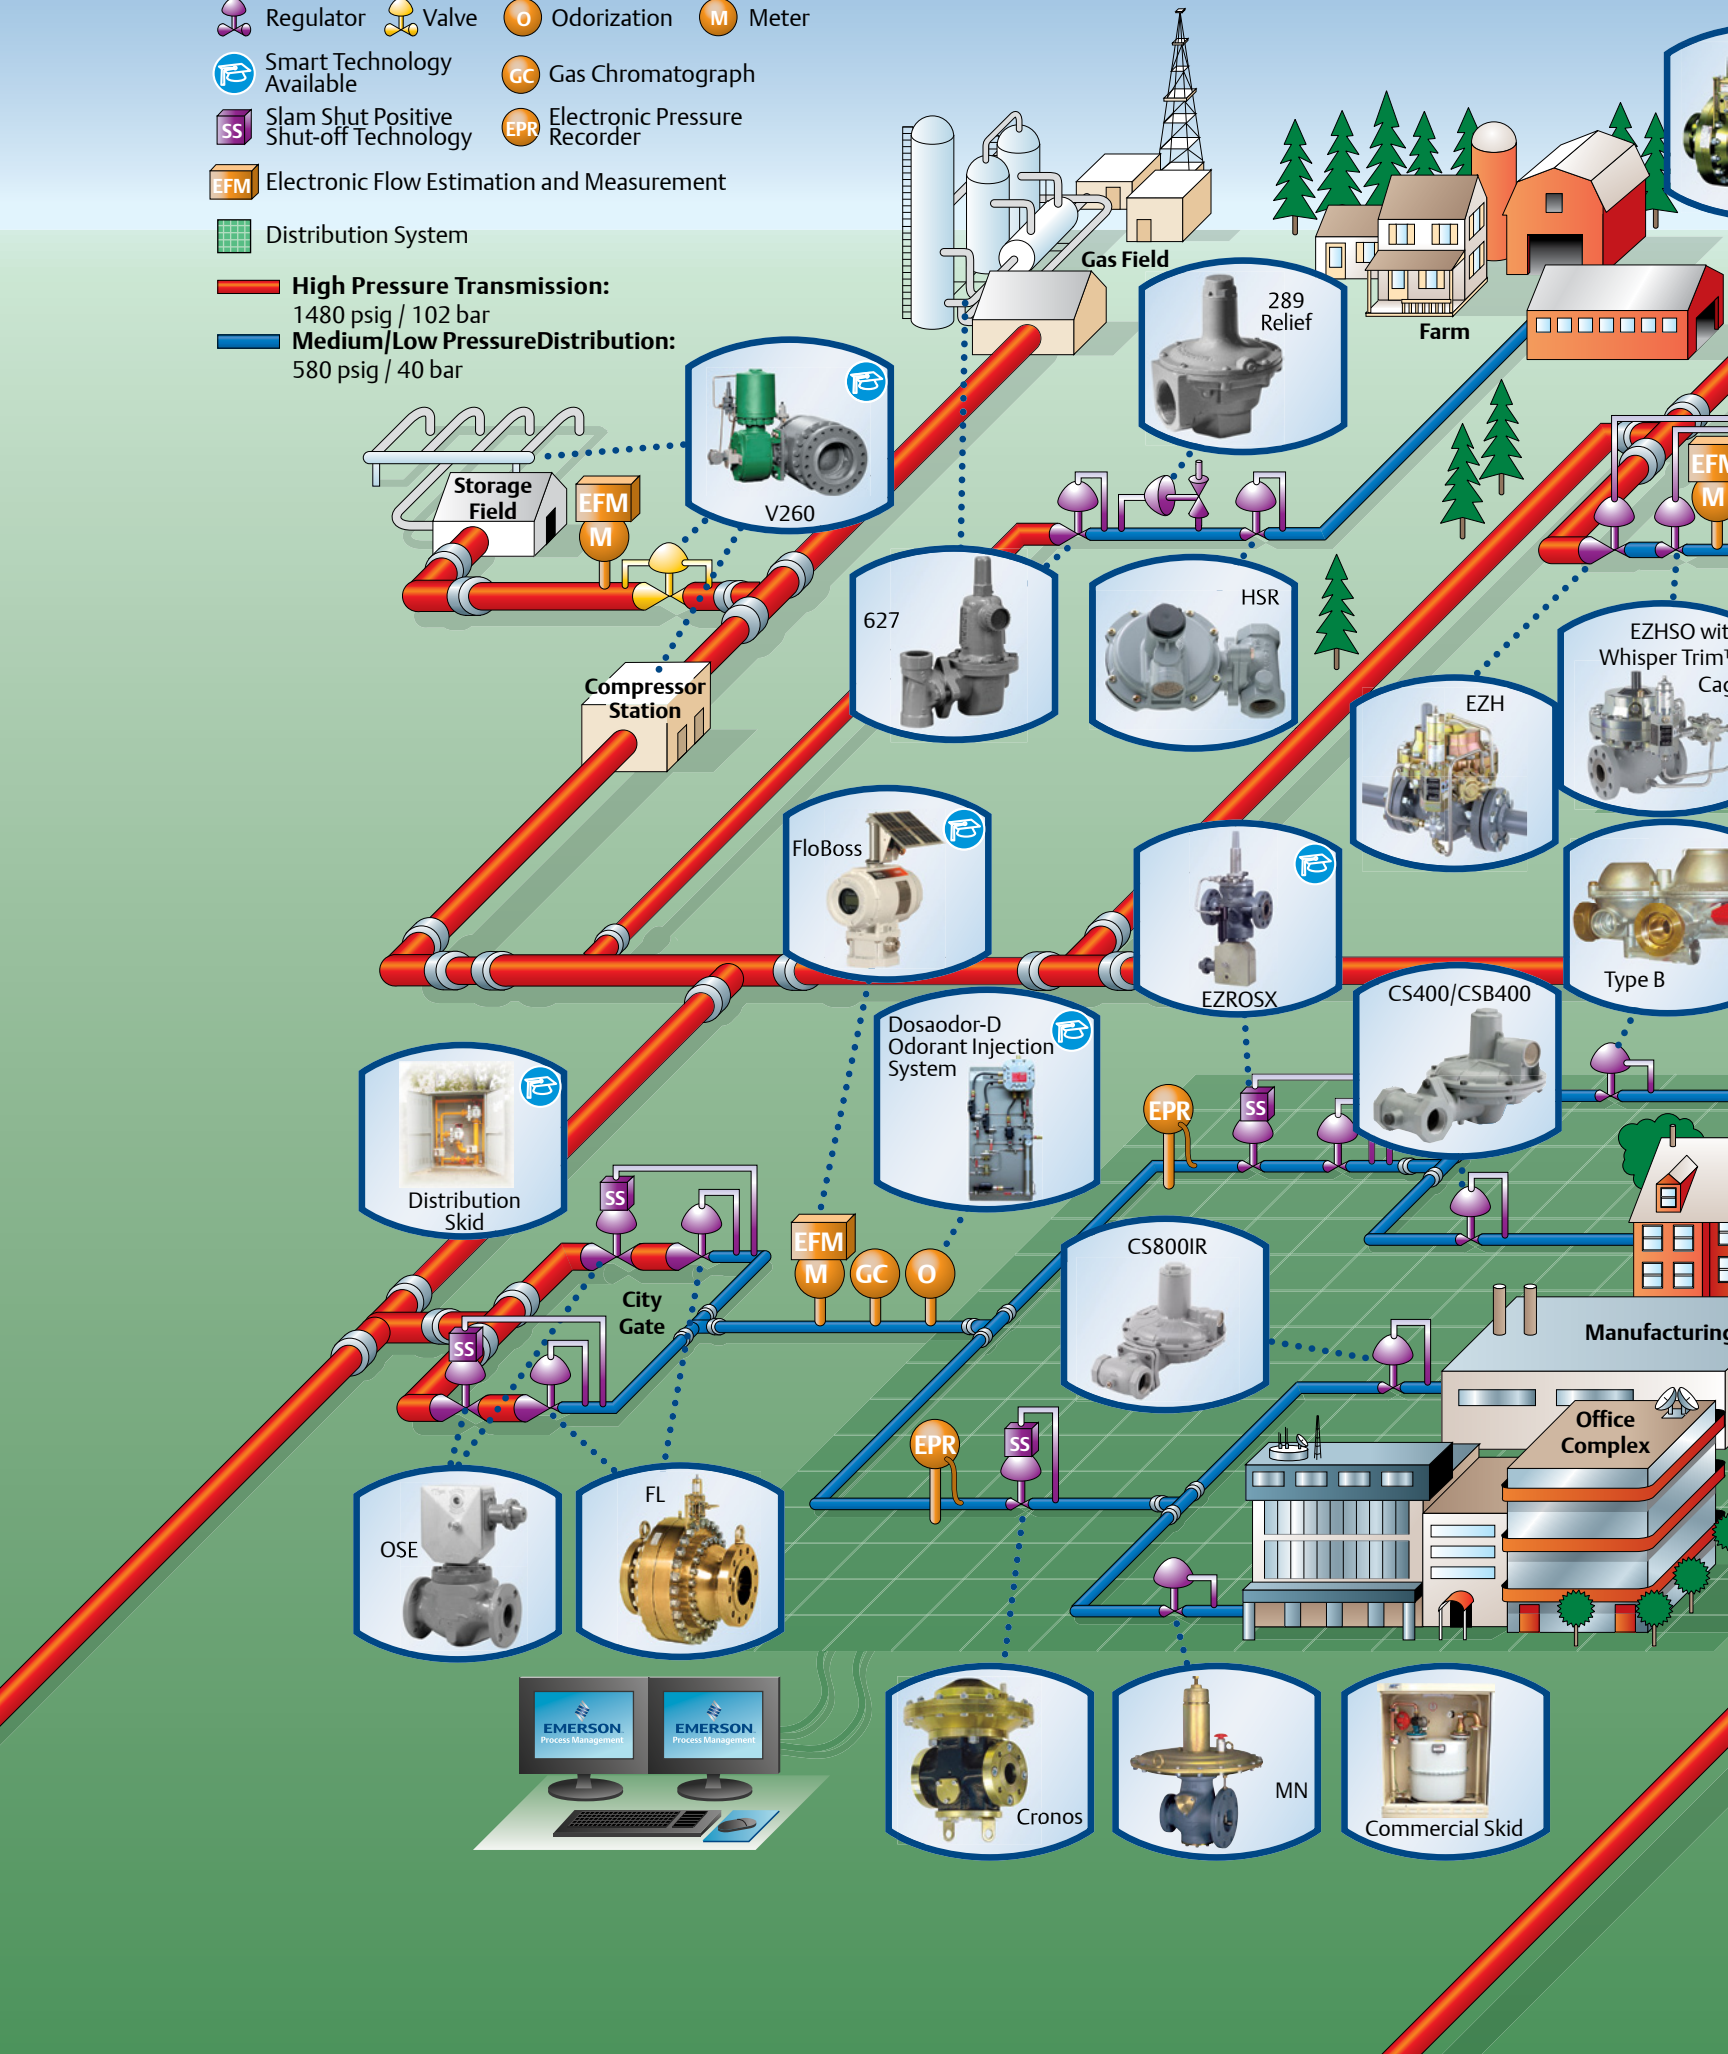 Regulator
Valve
O
Odorization
M
Meter
Smart Technology
Available
GC
Gas Chromatograph
SS
Slam Shut Positive
Shut-off Technology
EPR
Electronic Pressure
Recorder
EFM
Electronic Flow Estimation and Measurement
Distribution System
High Pressure Transmission:
1480 psig / 102 bar
Medium/Low PressureDistribution:
580 psig / 40 bar
Gas Field
289
Relief
Farm
V260
Storage
Field
EFM
M
EFM
M
627
HSR
EZHSO wit
Whisper Trim
Cag
Compressor
Station
EZH
FloBoss
EZROSX
Type B
CS400/CSB400
Dosaodor-D
Odorant Injection
System
EPR
SS
Distribution
Skid
SS
EFM
M
GC
O
CS800IR
City
Gate
SS
Manufacturing
Office
Complex
EPR
SS
FL
OSE
EMERSON
Process Management
EMERSON
Process Management
Cronos
MN
Commercial Skid